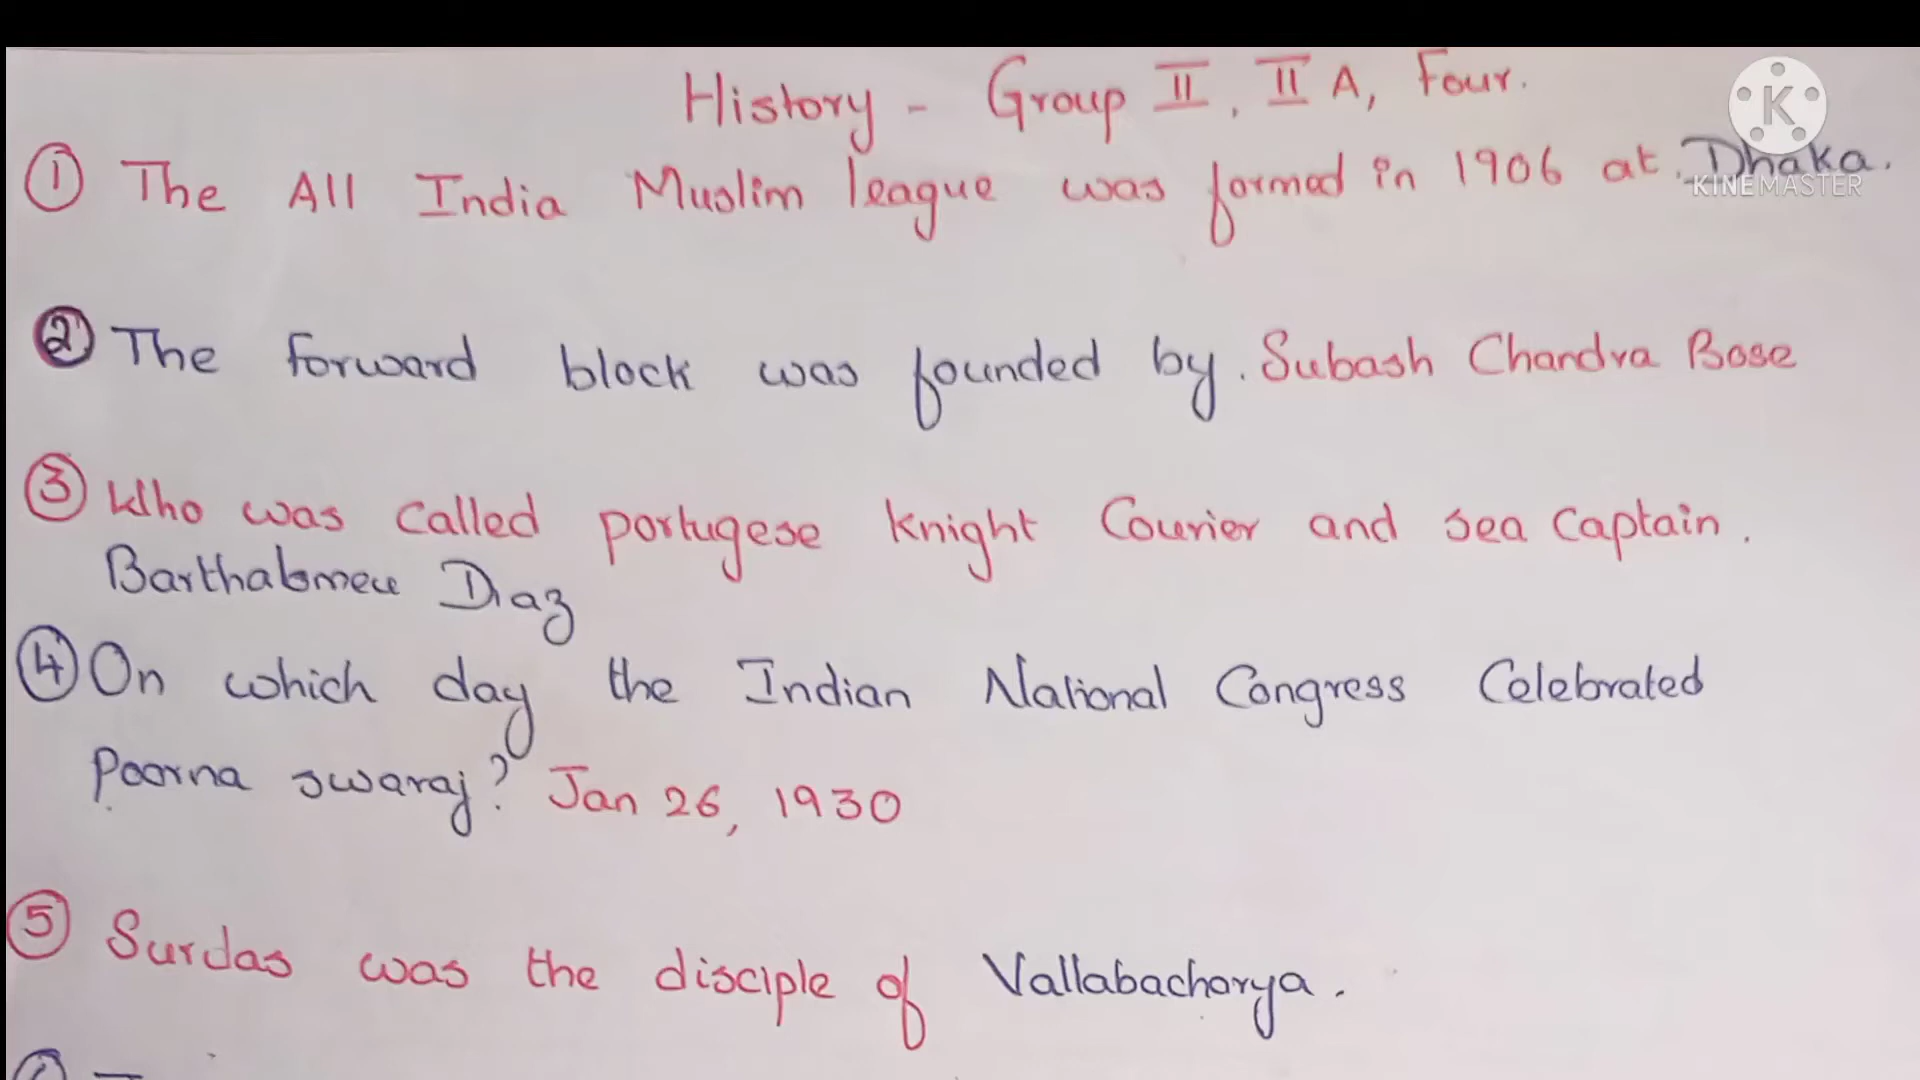 History - Group II, II A, Four.
① The All India Muslim league was formed in 1906 at. Dhaka.
KINEMASTER
② The forward block was founded by. Subash Chandra Bose
③ Who was called portugese knight Courier and sea captain.
Barthalomeu Diaz
④ On which day the Indian National Congress Celebrated
Poorna swaraj? Jan 26, 1930
⑤ Surdas was the disciple of Vallabacharya.